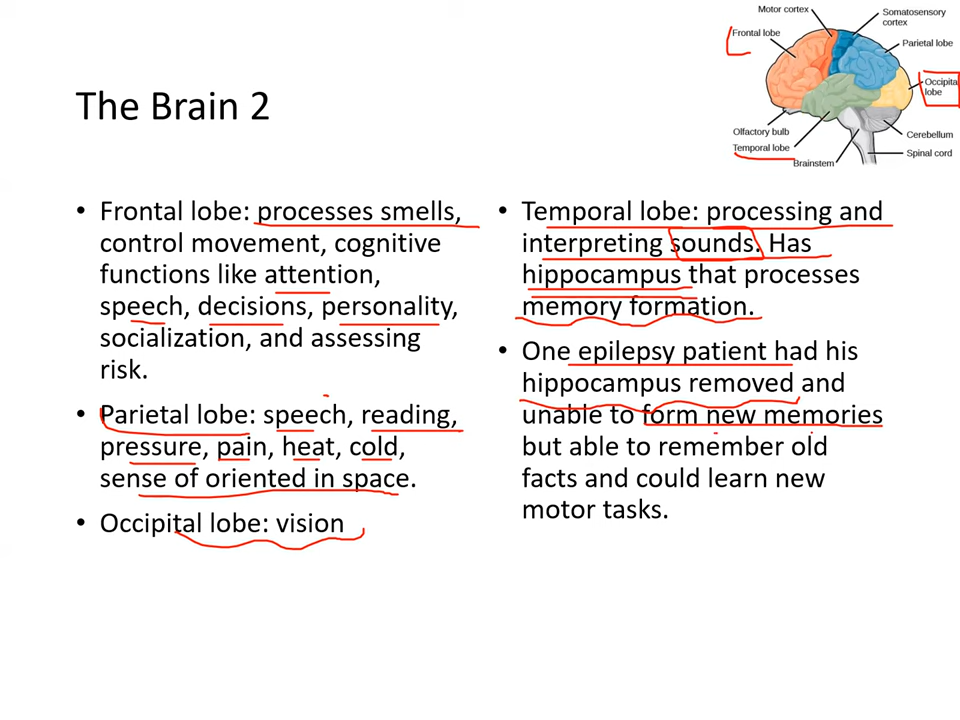 Motor cortex
Somatosensory
cortex
Frontal lobe
Parietal lobe
Occipita
lobe
The Brain 2
Olfactory bulb
Cerebellum
Temporal lobe
Spinal cord
Brainstem
• Frontal lobe: processes smells,
control movement, cognitive
functions like attention,
speech, decisions, personality,
socialization, and assessing
risk.
• Parietal lobe: speech, reading,
pressure, pain, heat, cold,
sense of oriented in space.
• Occipital lobe: vision
• Temporal lobe: processing and
interpreting sounds. Has
hippocampus that processes
memory formation.
• One epilepsy patient had his
hippocampus removed and
unable to form new memories
but able to remember old
facts and could learn new
motor tasks.